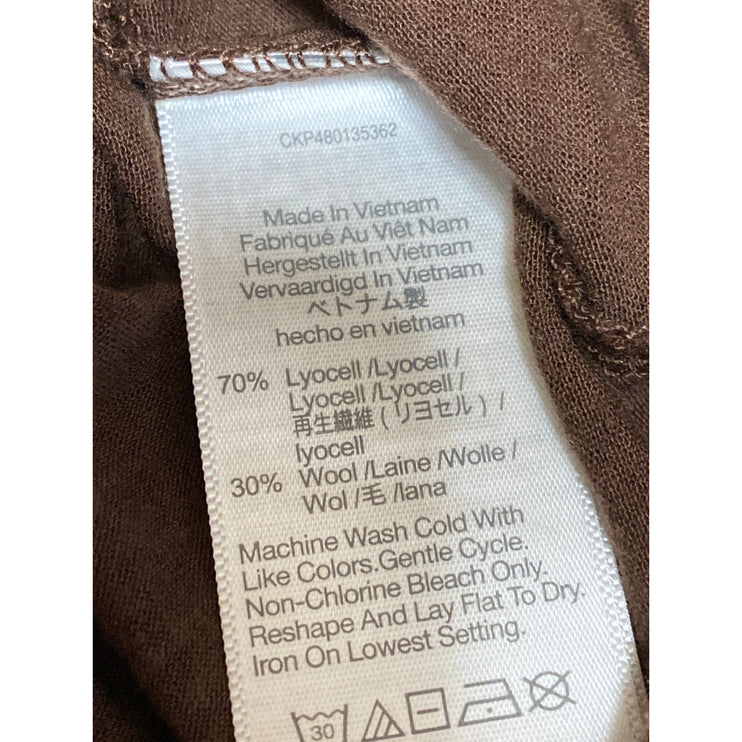 CKP480135362
Made In Vietnam
Fabriqué Au Viêt Nam
Hergestellt In Vietnam
Vervaardigd In Vietnam
ベトナム製
hecho en vietnam
70% Lyocell /Lyocell /
Lyocell /Lyocell /
再生繊維 ( リヨセル ) /
lyocell
30% Wool /Laine /Wolle /
Wol /毛 /lana
Machine Wash Cold With
Like Colors.Gentle Cycle.
Non-Chlorine Bleach Only.
Reshape And Lay Flat To Dry.
Iron On Lowest Setting.
30